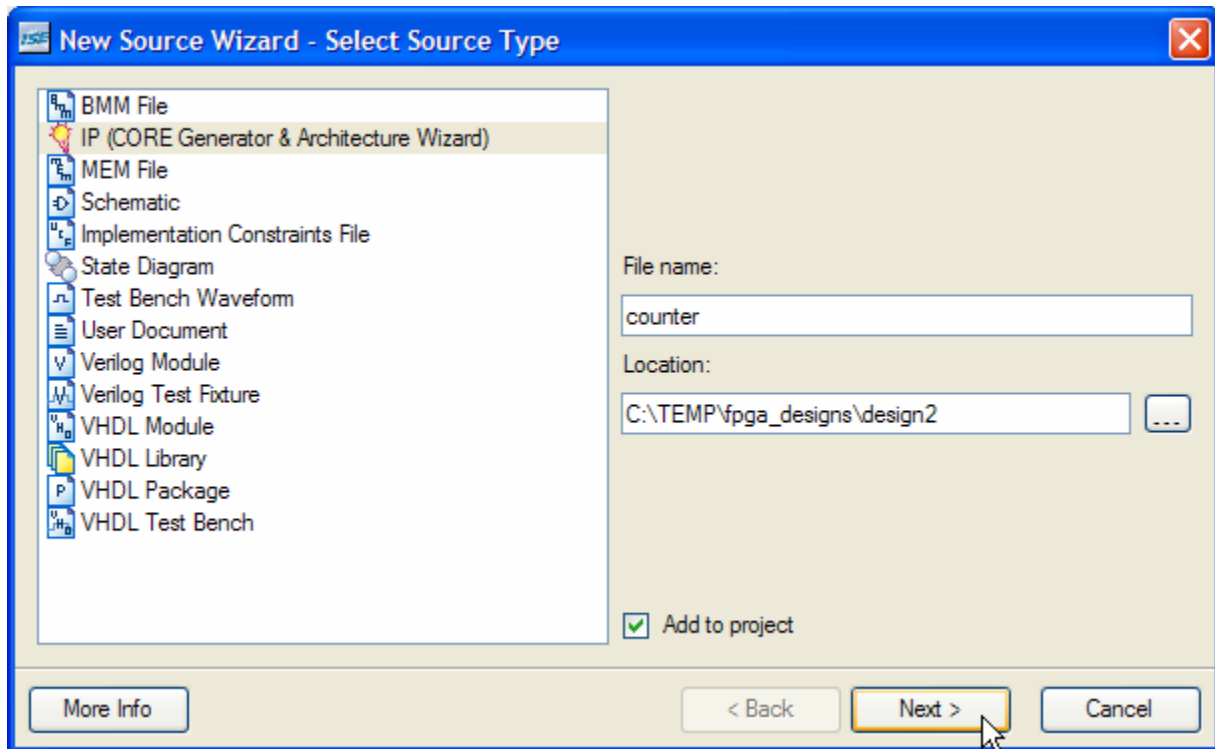 ISE New Source Wizard - Select Source Type
BMM File
IP (CORE Generator & Architecture Wizard)
MEM File
Schematic
Implementation Constraints File
State Diagram
Test Bench Waveform
User Document
Verilog Module
Verilog Test Fixture
VHDL Module
VHDL Library
VHDL Package
VHDL Test Bench
File name:
counter
Location:
C:\TEMP\fpga_designs\design2
...
Add to project
More Info
< Back
Next >
Cancel